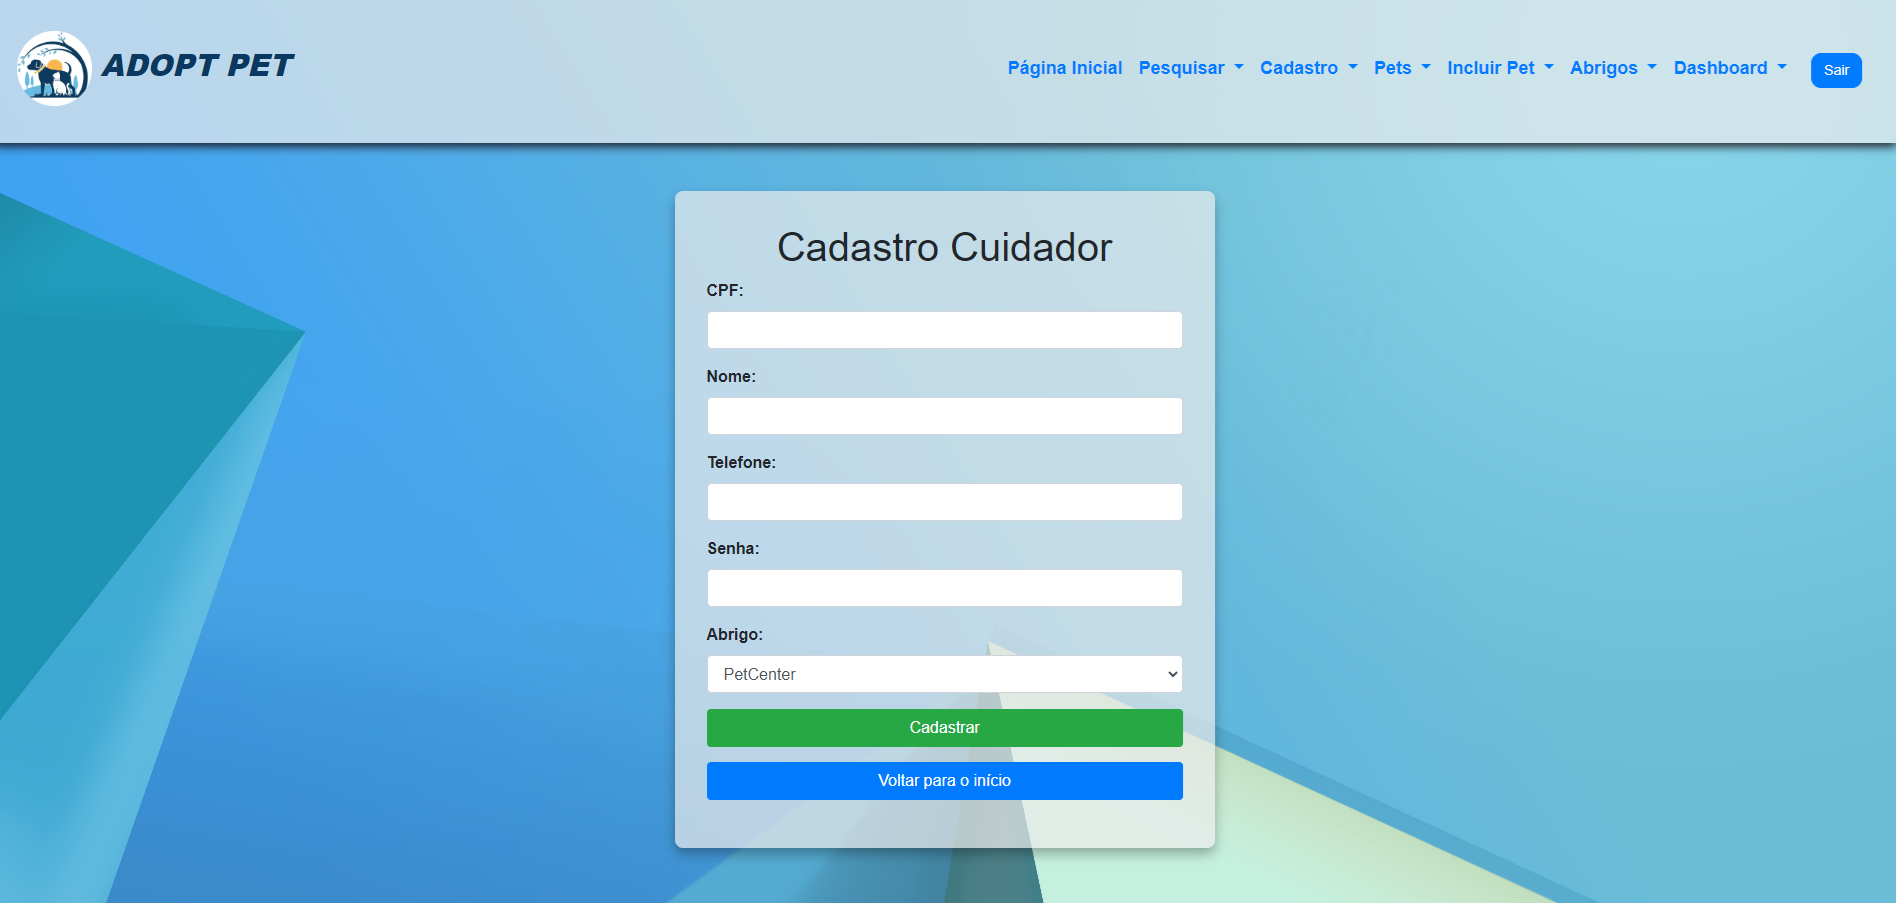 ADOPT PET
Página Inicial Pesquisar Cadastro Pets Incluir Pet Abrigos Dashboard Sair
Cadastro Cuidador
CPF:
Nome:
Telefone:
Senha:
Abrigo:
PetCenter
Cadastrar
Voltar para o início